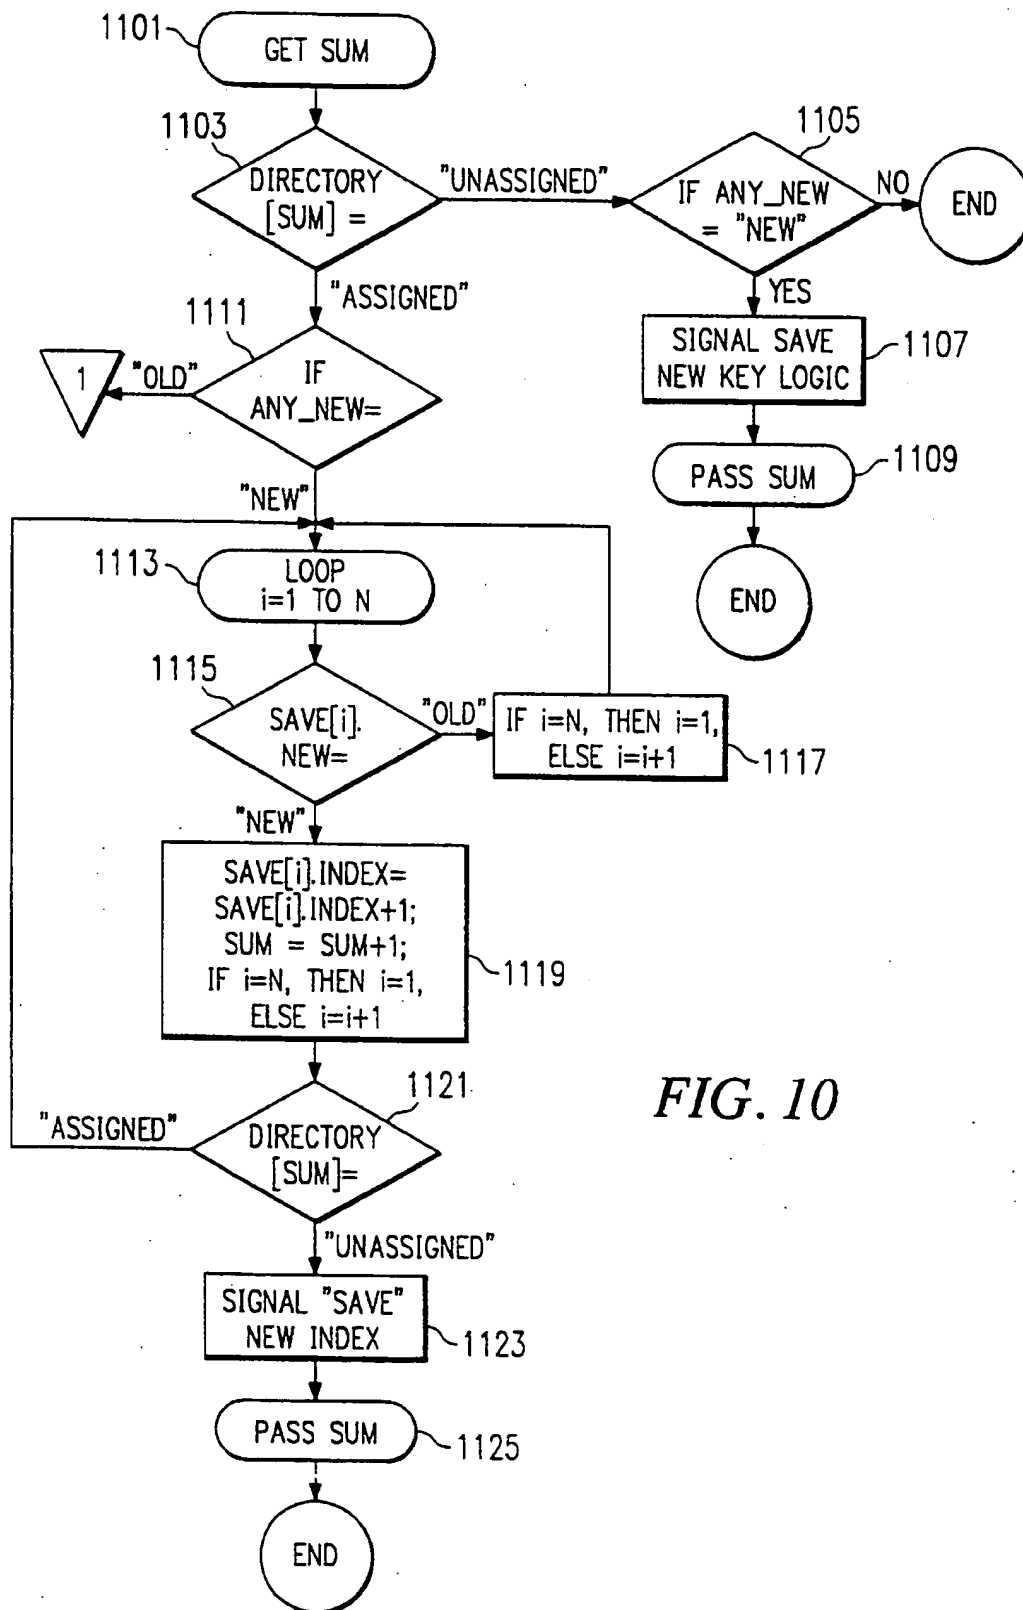 1101
GET SUM
1103
DIRECTORY
[SUM] =
"UNASSIGNED"
1105
IF ANY_NEW
= "NEW"
NO
END
"ASSIGNED"
YES
1111
1
"OLD"
IF
ANY_NEW=
SIGNAL SAVE
NEW KEY LOGIC
1107
PASS SUM
1109
"NEW"
END
1113
LOOP
i=1 TO N
1115
SAVE[i].
NEW=
"OLD"
IF i=N, THEN i=1,
ELSE i=i+1
1117
"NEW"
SAVE[i].INDEX=
SAVE[i].INDEX+1;
SUM = SUM+1;
IF i=N, THEN i=1,
ELSE i=i+1
1119
1121
"ASSIGNED"
DIRECTORY
[SUM]=
FIG. 10
"UNASSIGNED"
SIGNAL "SAVE"
NEW INDEX
1123
PASS SUM
1125
END